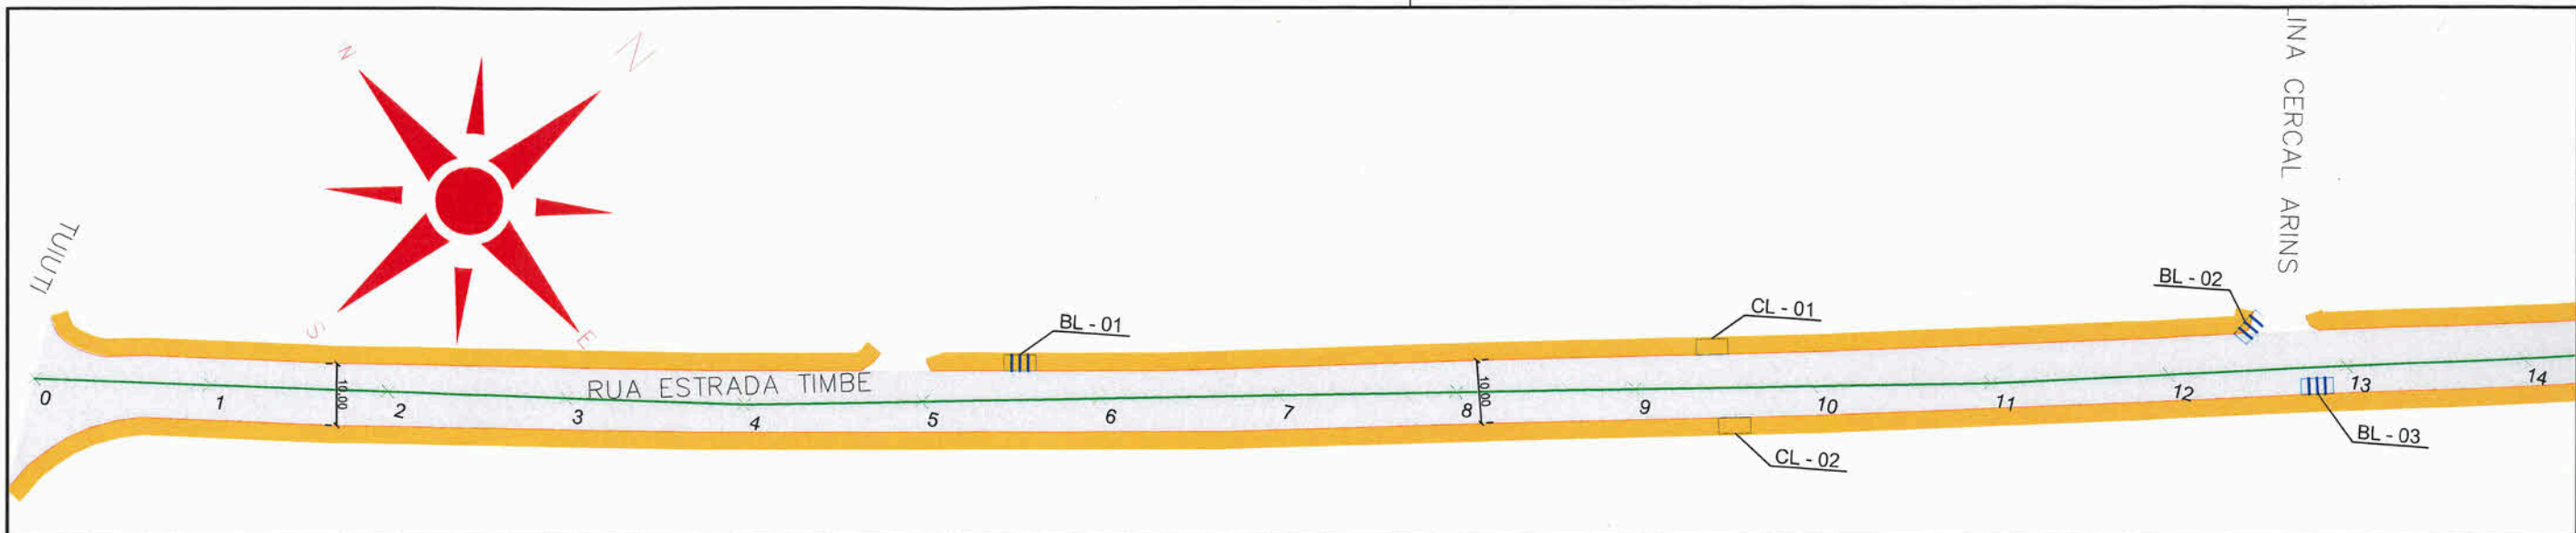 N
N
S
E
TUIUTI
RUA ESTRADA TIMBE
10,00
10,00
0
1
2
3
4
5
6
7
8
9
10
11
12
13
14
BL - 01
CL - 01
CL - 02
BL - 02
BL - 03
LINA CERCAL ARINS